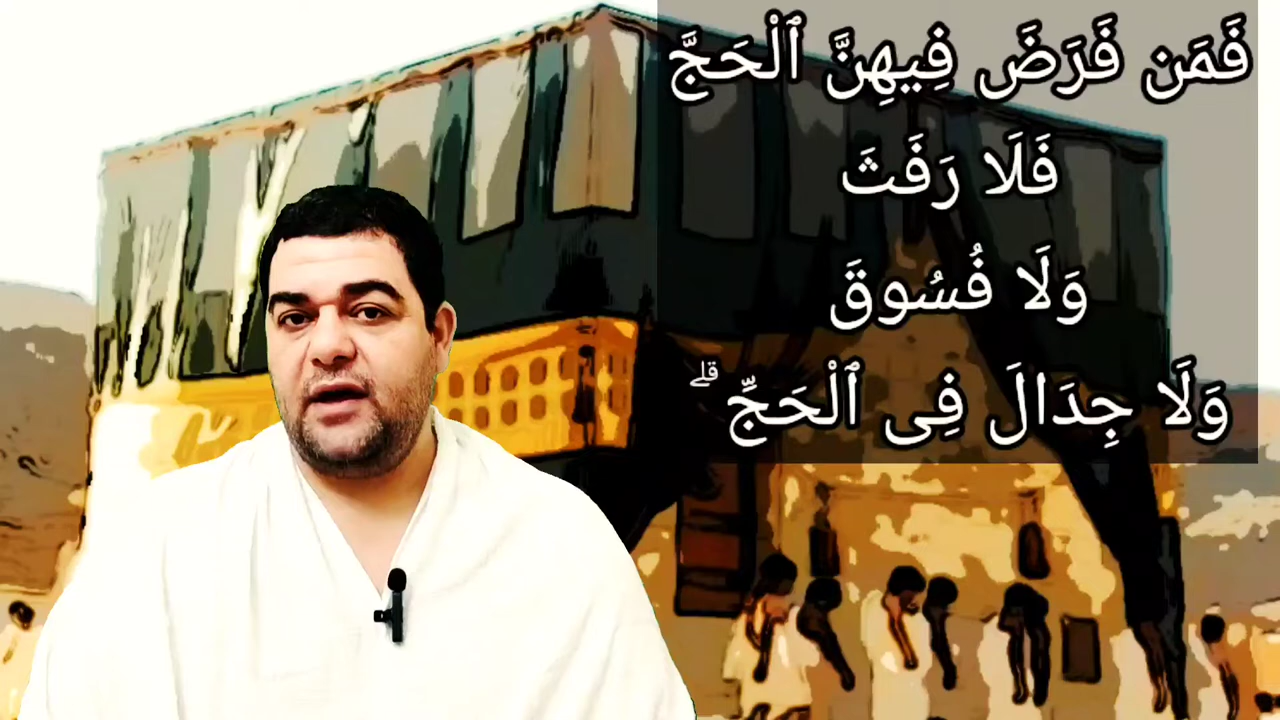 فَمَن فَرَضَ فِيهِنَّ ٱلْحَجَّ
فَلَا رَفَثَ
وَلَا فُسُوقَ
وَلَا جِدَالَ فِى ٱلْحَجِّ ۗ